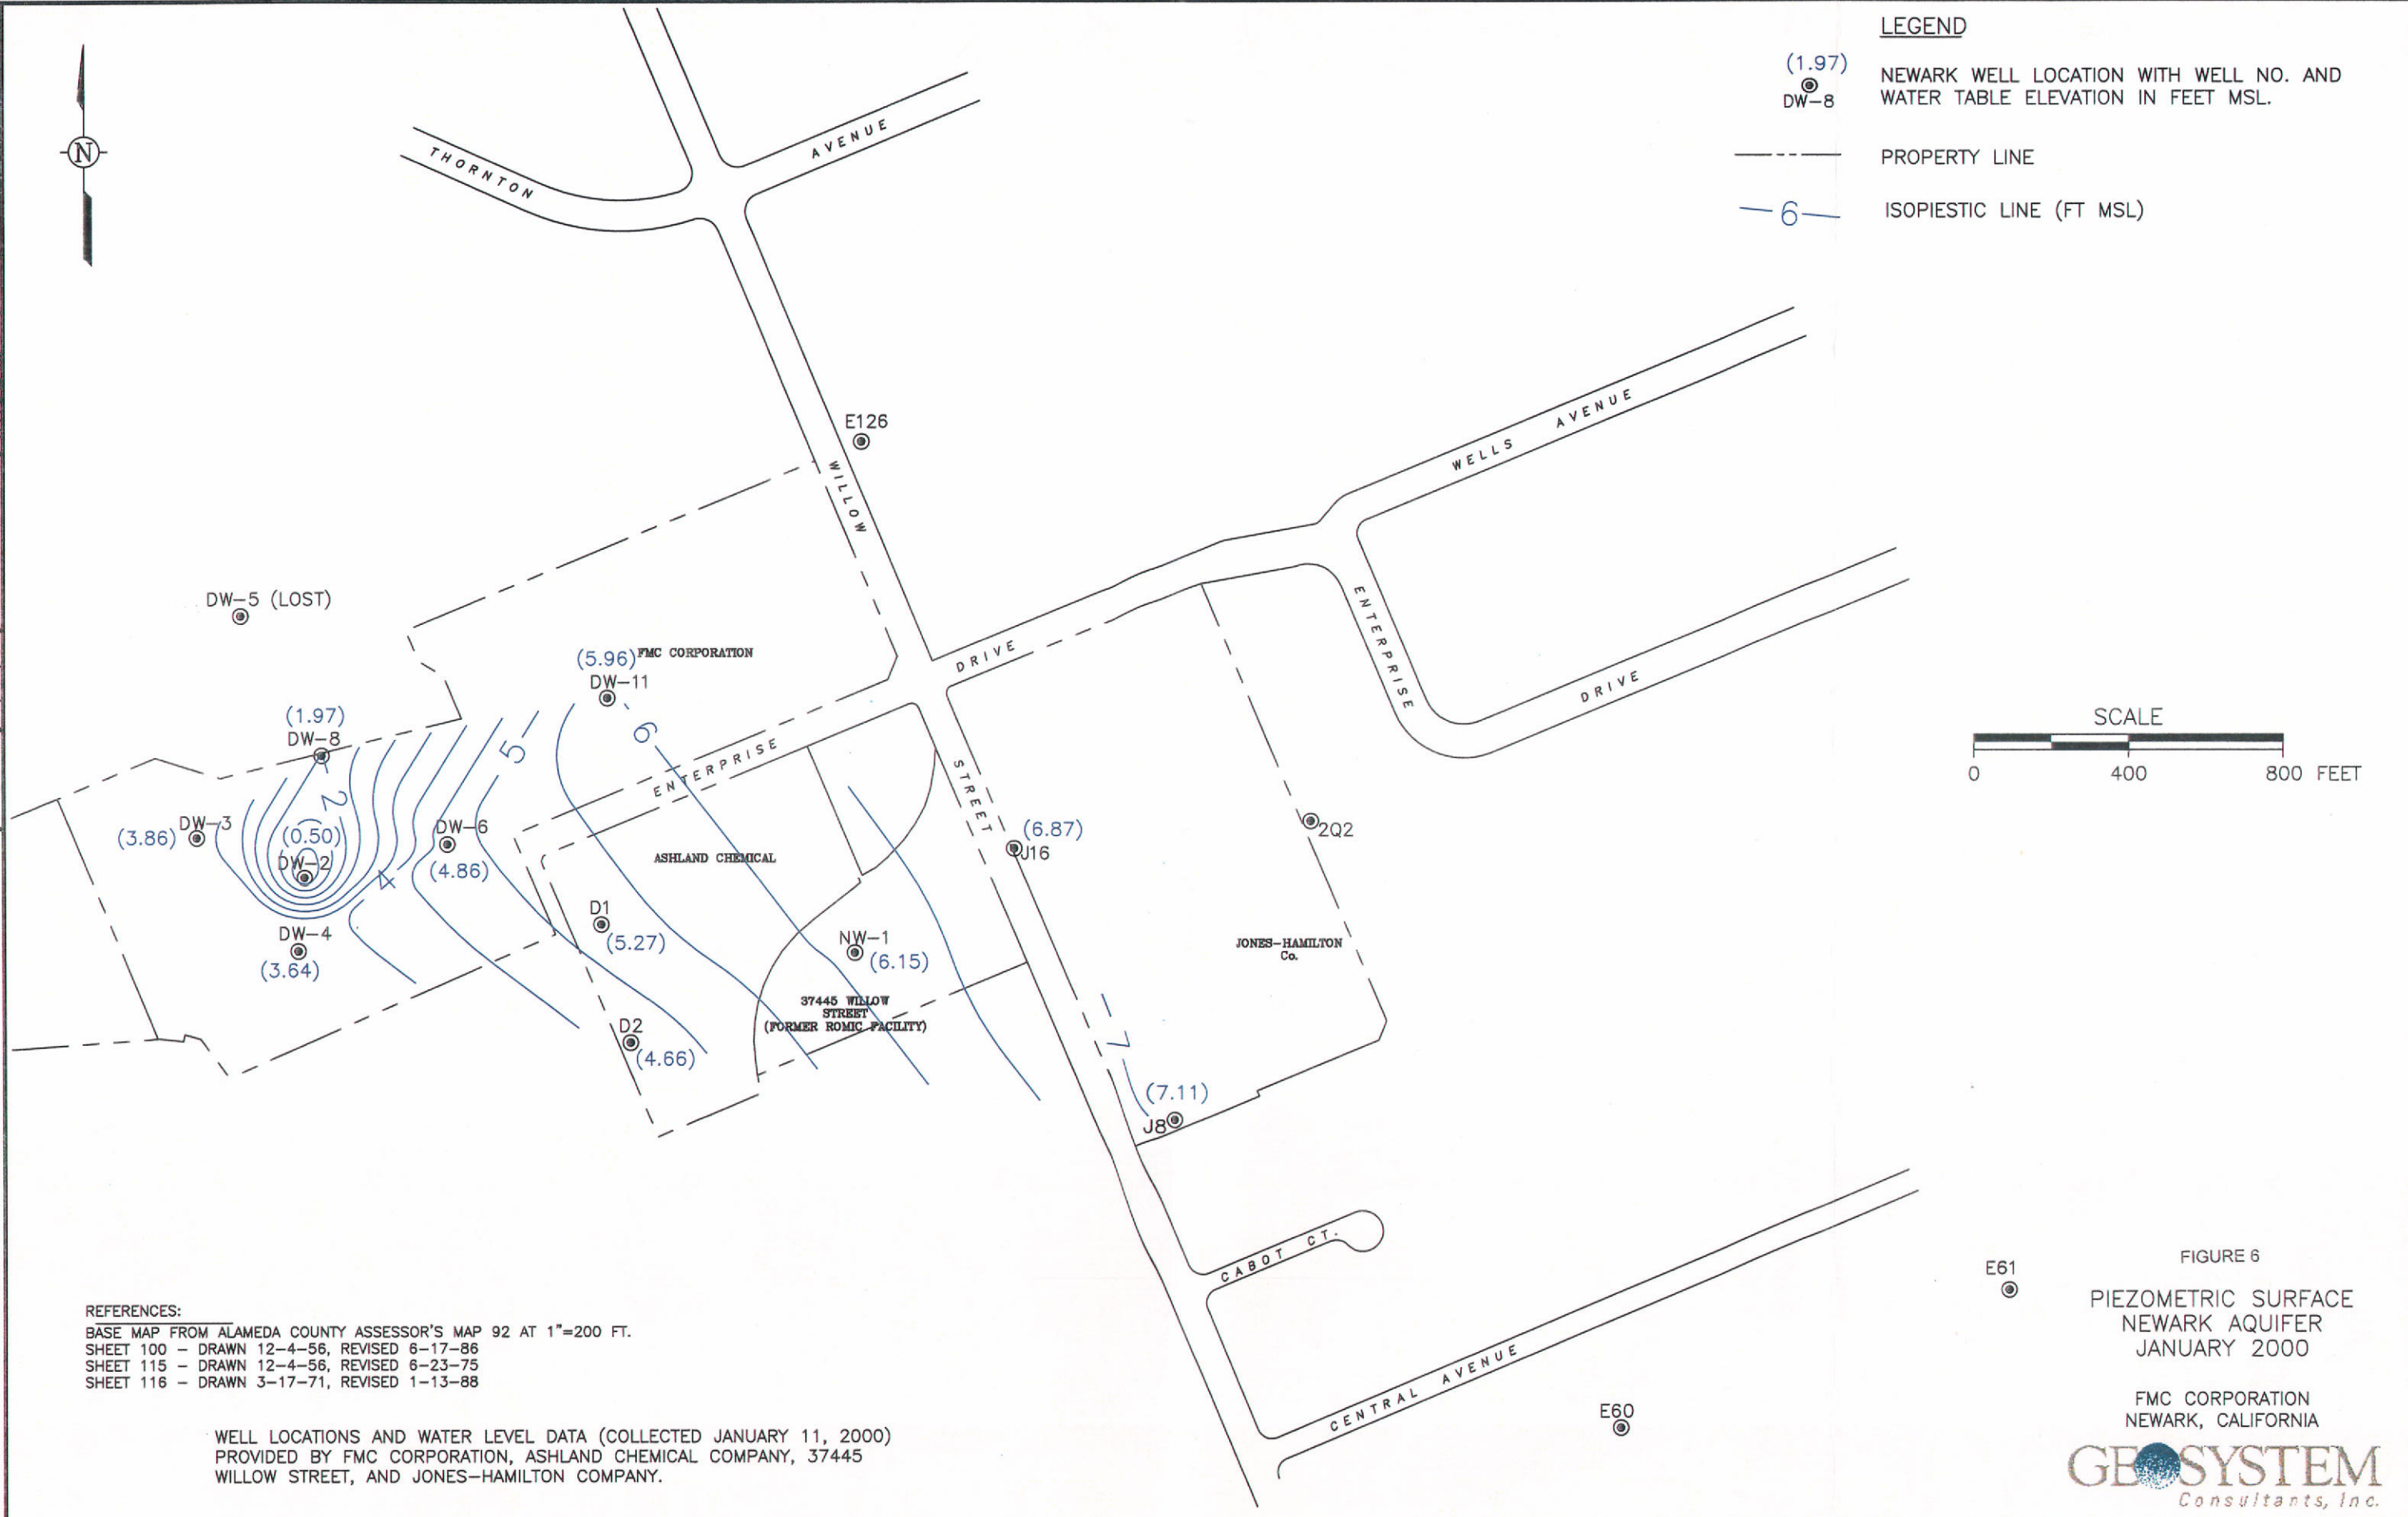 LEGEND
(1.97)
DW-8
NEWARK WELL LOCATION WITH WELL NO. AND
WATER TABLE ELEVATION IN FEET MSL.
PROPERTY LINE
6
ISOPIESTIC LINE (FT MSL)
N
THORNTON
AVENUE
E126
WILLOW
WELLS AVENUE
ENTERPRISE
DRIVE
DRIVE
DW-5 (LOST)
(5.96)
FMC CORPORATION
DW-11
(1.97)
DW-8
6
5
ENTERPRISE
STREET
SCALE
0 400 800 FEET
2
DW-3
(3.86)
(0.50)
DW-2
DW-6
(4.86)
4
ASHLAND CHEMICAL
(6.87)
J16
2Q2
D1
(5.27)
DW-4
(3.64)
NW-1
(6.15)
JONES-HAMILTON
Co.
37445 WILLOW
STREET
(FORMER ROMIC FACILITY)
D2
(4.66)
7
(7.11)
J8
CABOT CT.
CENTRAL AVENUE
E61
E60
REFERENCES:
BASE MAP FROM ALAMEDA COUNTY ASSESSOR'S MAP 92 AT 1"=200 FT.
SHEET 100 - DRAWN 12-4-56, REVISED 6-17-86
SHEET 115 - DRAWN 12-4-56, REVISED 6-23-75
SHEET 116 - DRAWN 3-17-71, REVISED 1-13-88
WELL LOCATIONS AND WATER LEVEL DATA (COLLECTED JANUARY 11, 2000)
PROVIDED BY FMC CORPORATION, ASHLAND CHEMICAL COMPANY, 37445
WILLOW STREET, AND JONES-HAMILTON COMPANY.
FIGURE 6
PIEZOMETRIC SURFACE
NEWARK AQUIFER
JANUARY 2000
FMC CORPORATION
NEWARK, CALIFORNIA
GEOSYSTEM
Consultants, Inc.